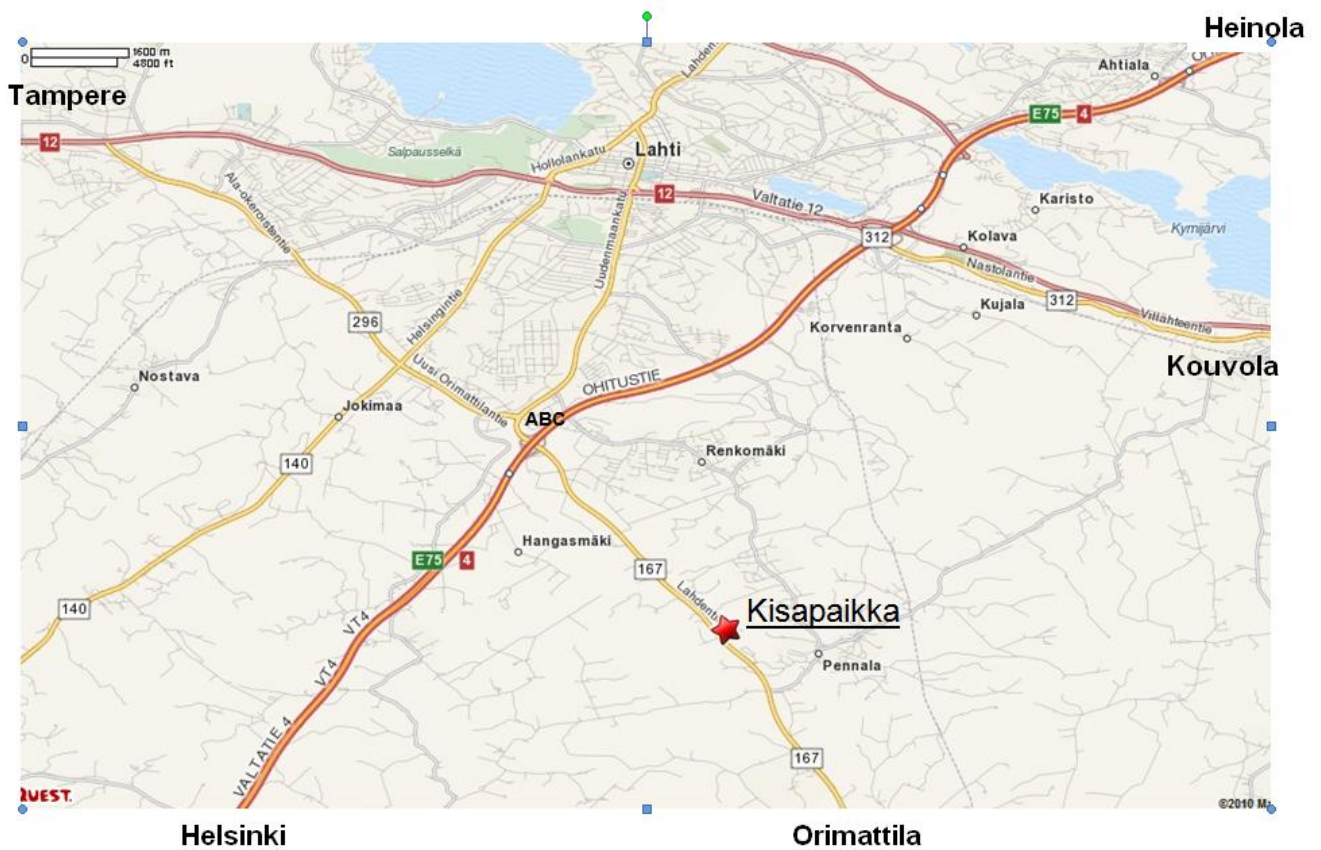 Heinola
1600 m
0
4800 ft
Ahtiala
Tampere
E75
4
12
Salpausselkä
Hollolankatu
Lahti
12
Valtatie 12
Karisto
Ala-okeroistentie
Uudenmaankatu
312
Kolava
Kymijärvi
Nastolantie
312
Kujala
Helsingintie
296
Korvenranta
Villähteentie
Nostava
Uusi Orimattilantie
OHITUSTIE
Kouvola
Jokimaa
ABC
140
Renkomäki
Hangasmäki
E75
4
167
140
Kisapaikka
VT4
Pennala
VT4
VALTATIE 4
167
QUEST.
©2010
Helsinki
Orimattila